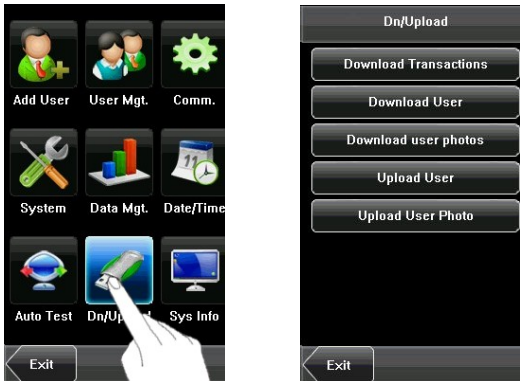 Add User User Mgt. Comm.
System Data Mgt. Date/Time
Auto Test Sys Info
Exit
Dn/Upload
Download Transactions
Download User
Download user photos
Upload User
Upload User Photo
Exit